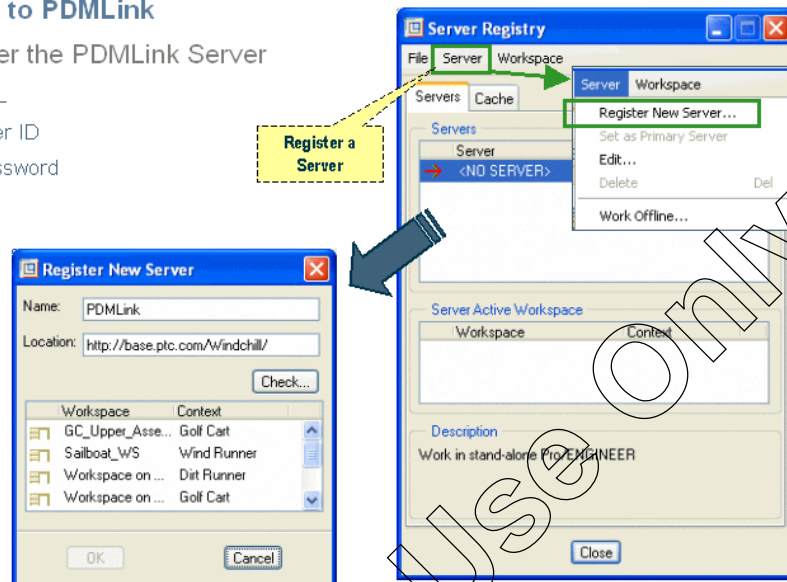 to PDMLink
er the PDMLink Server
er ID
ssword
Register a
Server
Server Registry
File Server Workspace
Servers Cache
Servers
Server
<NO SERVER>
Server Workspace
Register New Server...
Set as Primary Server
Edit...
Delete Del
Work Offline...
Server Active Workspace
Workspace Context
Description
Work in stand-alone Pro/ENGINEER
Close
Register New Server
Name: PDMLink
Location: http://base.ptc.com/Windchill/
Check...
Workspace Context
GC_Upper_Asse... Golf Cart
Sailboat_WS Wind Runner
Workspace on ... Dirt Runner
Workspace on ... Golf Cart
OK Cancel
Use Only